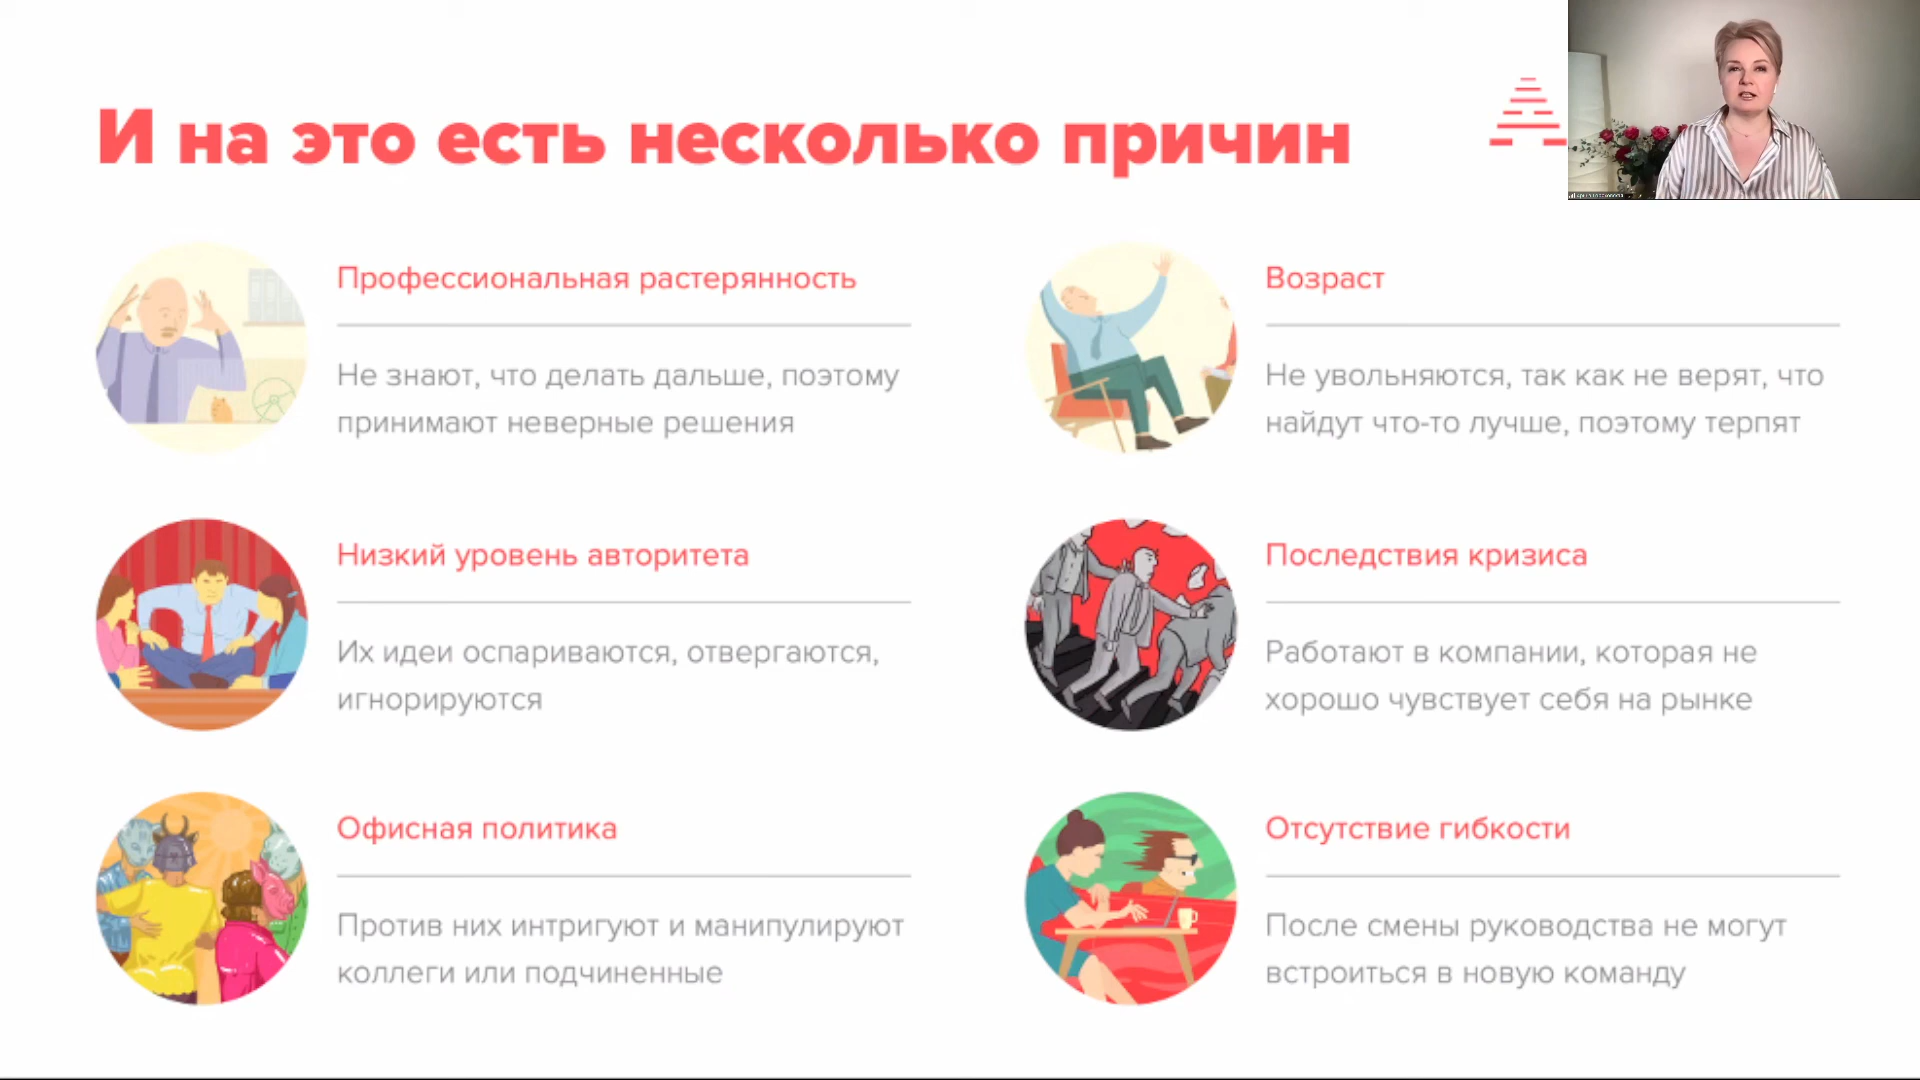 И на это есть несколько причин
Профессиональная растерянность
Не знают, что делать дальше, поэтому
принимают неверные решения
Возраст
Не увольняются, так как не верят, что
найдут что-то лучше, поэтому терпят
Низкий уровень авторитета
Их идеи оспариваются, отвергаются,
игнорируются
Последствия кризиса
Работают в компании, которая не
хорошо чувствует себя на рынке
Офисная политика
Против них интригуют и манипулируют
коллеги или подчиненные
Отсутствие гибкости
После смены руководства не могут
встроиться в новую команду